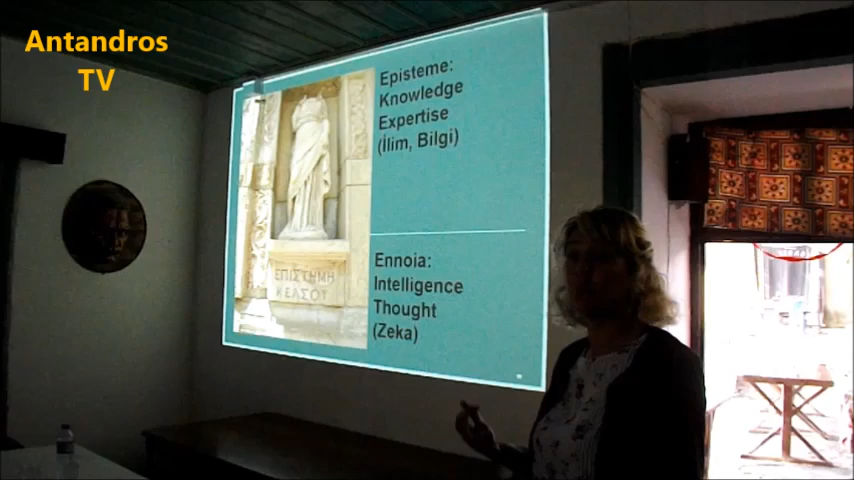 Antandros
TV
Episteme:
Knowledge
Expertise
(İlim, Bilgi)
ΕΠΙΣΤΗΜΗ
ΚΕΛΣΟΥ
Ennoia:
Intelligence
Thought
(Zeka)